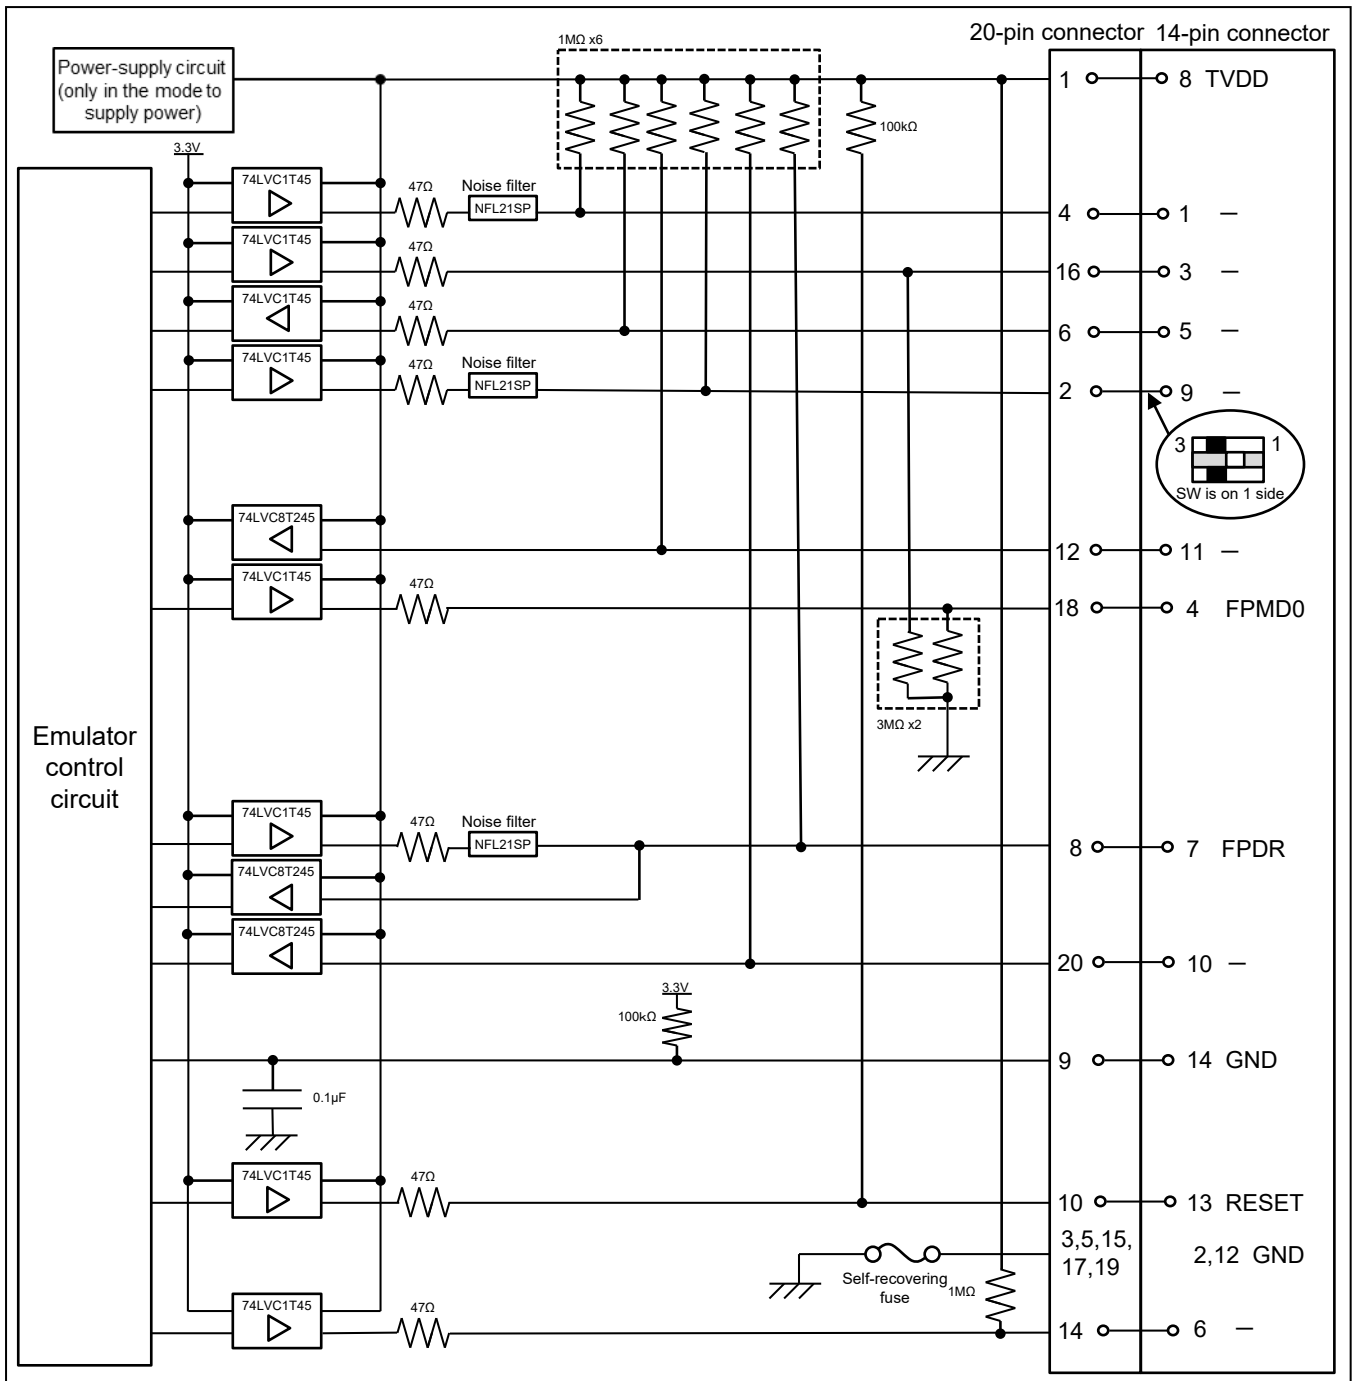 20-pin connector 14-pin connector
1MΩ x6
Power-supply circuit
(only in the mode to
supply power)
1 8 TVDD
100kΩ
3.3V
74LVC1T45
47Ω
Noise filter
NFL21SP
4 1 —
74LVC1T45
47Ω
16 3 —
74LVC1T45
47Ω
6 5 —
74LVC1T45
47Ω
Noise filter
NFL21SP
2 9 —
3 1
SW is on 1 side
74LVC8T245
12 11 —
74LVC1T45
47Ω
18 4 FPMD0
3MΩ x2
Emulator
control
circuit
74LVC1T45
47Ω
Noise filter
NFL21SP
8 7 FPDR
74LVC8T245
74LVC8T245
20 10 —
3.3V
100kΩ
9 14 GND
0.1µF
74LVC1T45
47Ω
10 13 RESET
3,5,15,
17,19
2,12 GND
Self-recovering
fuse
1MΩ
74LVC1T45
47Ω
14 6 —